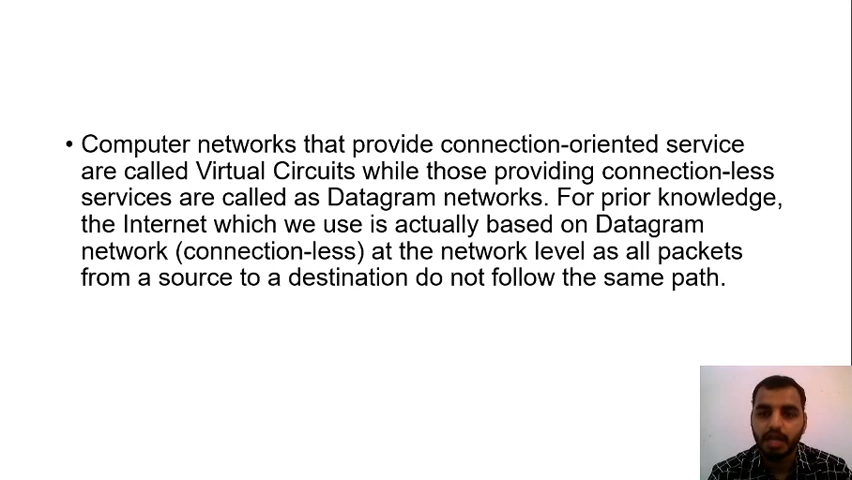 • Computer networks that provide connection-oriented service
are called Virtual Circuits while those providing connection-less
services are called as Datagram networks. For prior knowledge,
the Internet which we use is actually based on Datagram
network (connection-less) at the network level as all packets
from a source to a destination do not follow the same path.